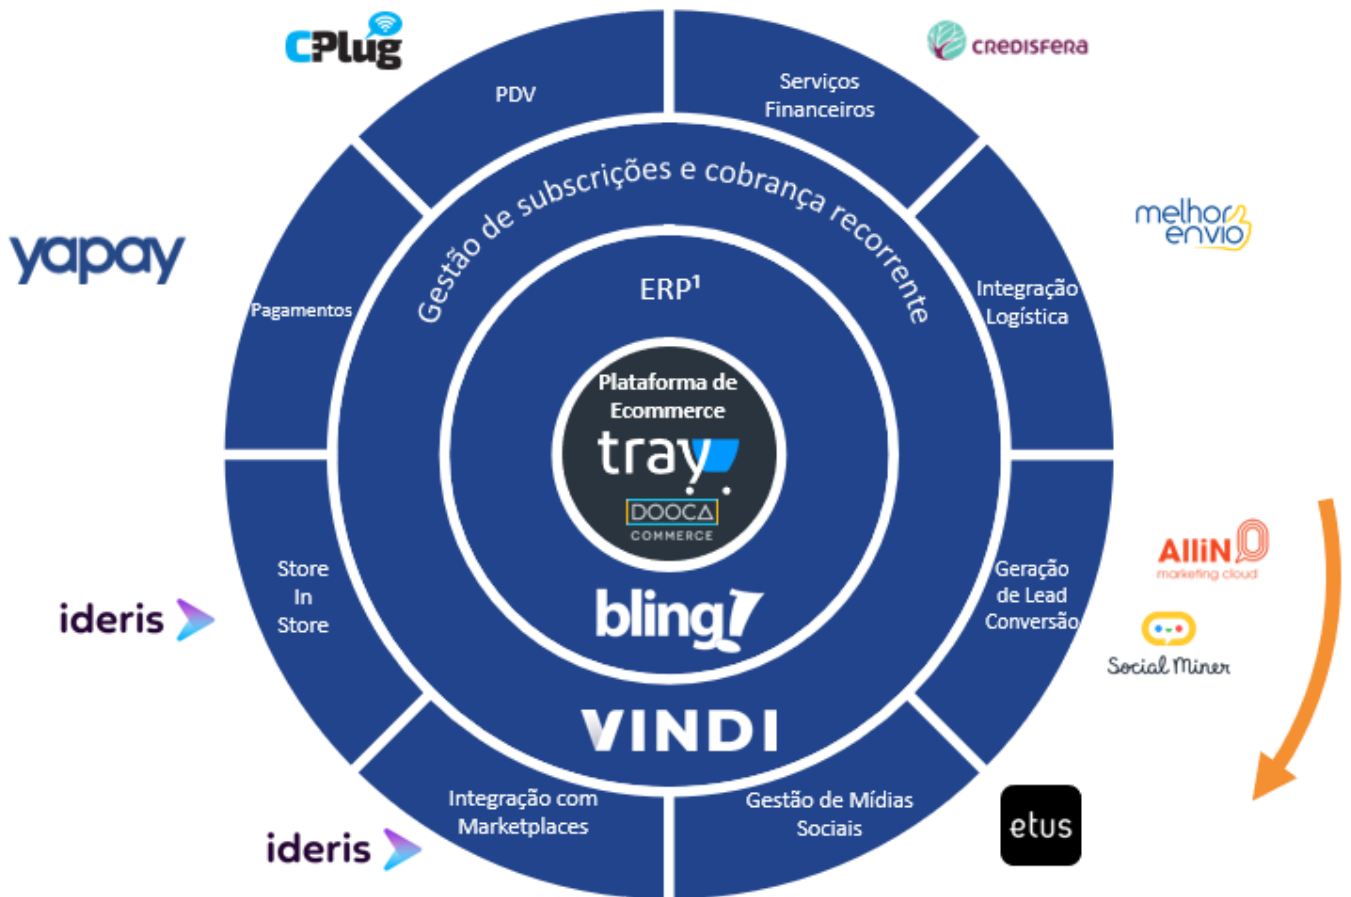 CPlug
CREDISFERA
PDV
Serviços
Financeiros
Gestão de subscrições e cobrança recorrente
melhor
envio
yapay
Pagamentos
ERP¹
Integração
Logística
Plataforma de
Ecommerce
tray
DOOCA
COMMERCE
AlliN
marketing cloud
Store
In
Store
Geração
de Lead
Conversão
ideris
bling!
Social Miner
VINDI
Integração com
Marketplaces
Gestão de Mídias
Sociais
etus
ideris